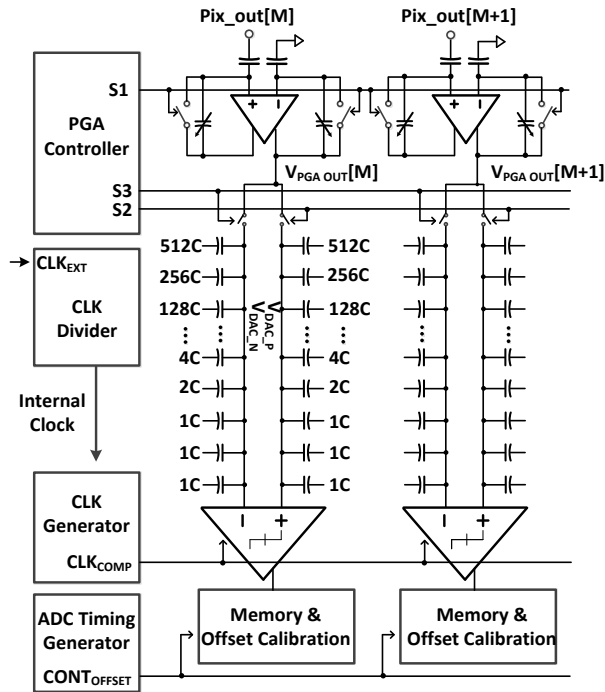 Pix_out[M]
Pix_out[M+1]
S1
PGA
Controller
+
–
+
–
VPGA OUT[M]
VPGA OUT[M+1]
S3
S2
CLKEXT
CLK
Divider
512C
512C
256C
256C
128C
128C
VDAC_P
VDAC_N
4C
4C
2C
2C
1C
1C
1C
1C
1C
1C
Internal
Clock
CLK
Generator
CLKCOMP
–
+
–
+
ADC Timing
Generator
CONTOFFSET
Memory &
Offset Calibration
Memory &
Offset Calibration